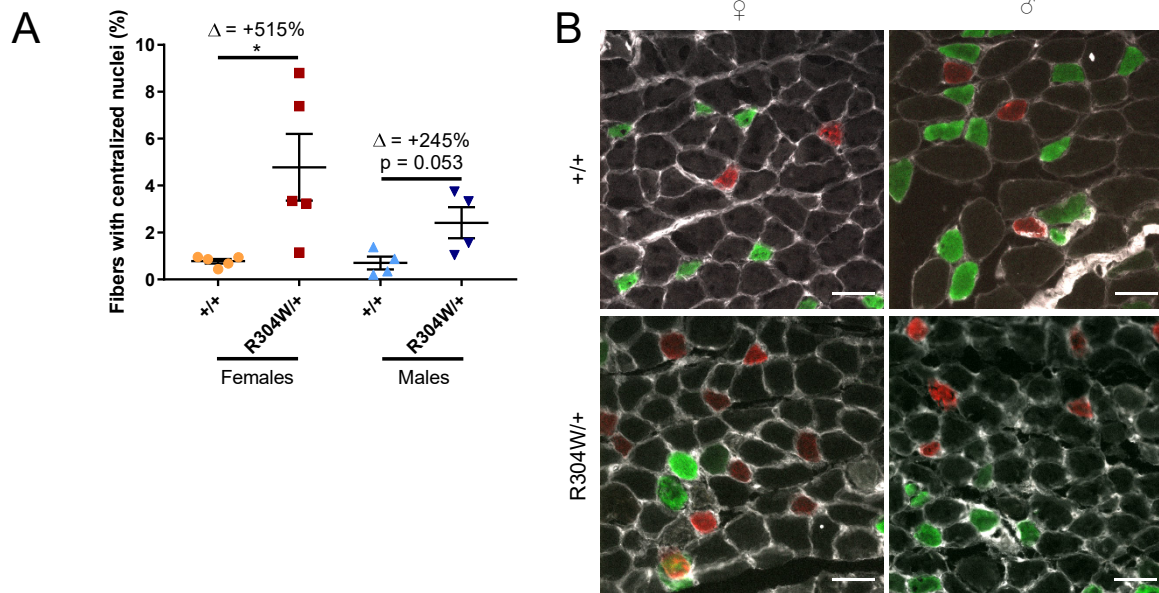 A
Fibers with centralized nuclei (%)
10
8
6
4
2
0
Δ = +515%
*
Δ = +245%
p = 0.053
+/+
R304W/+
+/+
R304W/+
Females
Males
B
♀
♂
+/+
R304W/+